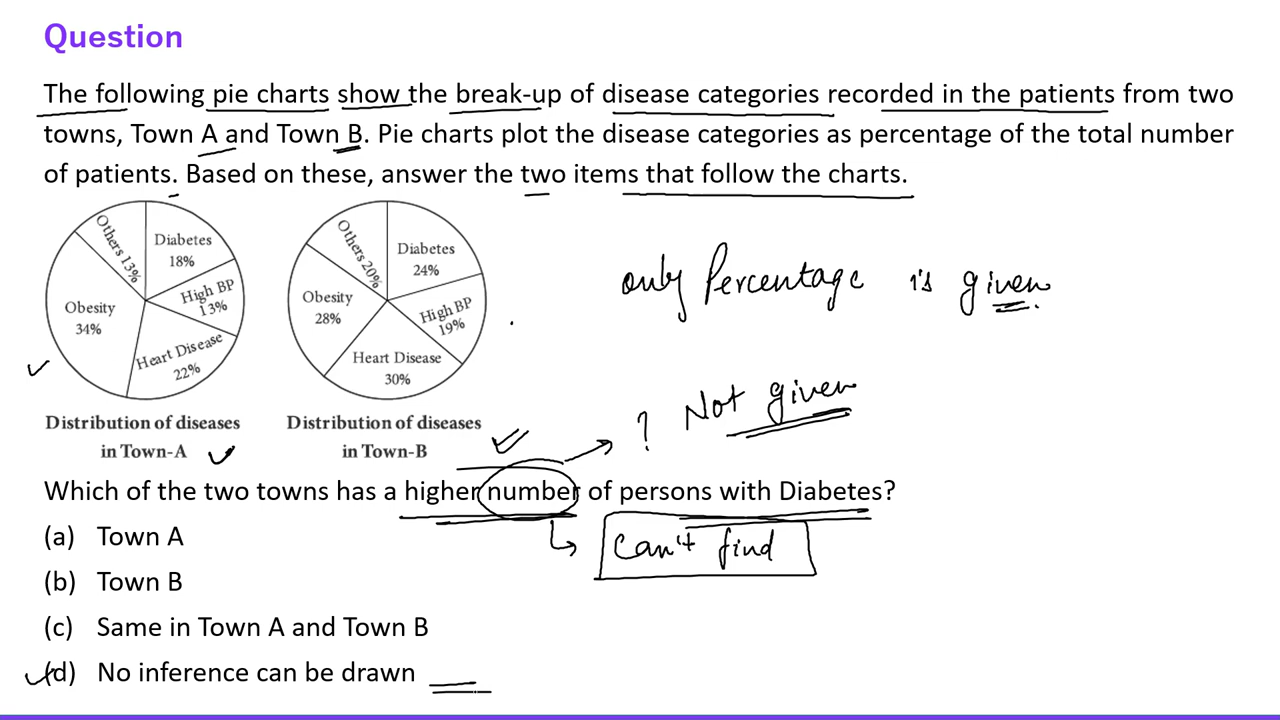 Question
The following pie charts show the break-up of disease categories recorded in the patients from two
towns, Town A and Town B. Pie charts plot the disease categories as percentage of the total number
of patients. Based on these, answer the two items that follow the charts.
Others 13%
Diabetes
18%
High BP
13%
Heart Disease
22%
Obesity
34%
Distribution of diseases
in Town-A
Others 20%
Diabetes
24%
High BP
19%
Heart Disease
30%
Obesity
28%
Distribution of diseases
in Town-B
only Percentage is given
? Not given
Which of the two towns has a higher number of persons with Diabetes?
can't find
(a) Town A
(b) Town B
(c) Same in Town A and Town B
(d) No inference can be drawn